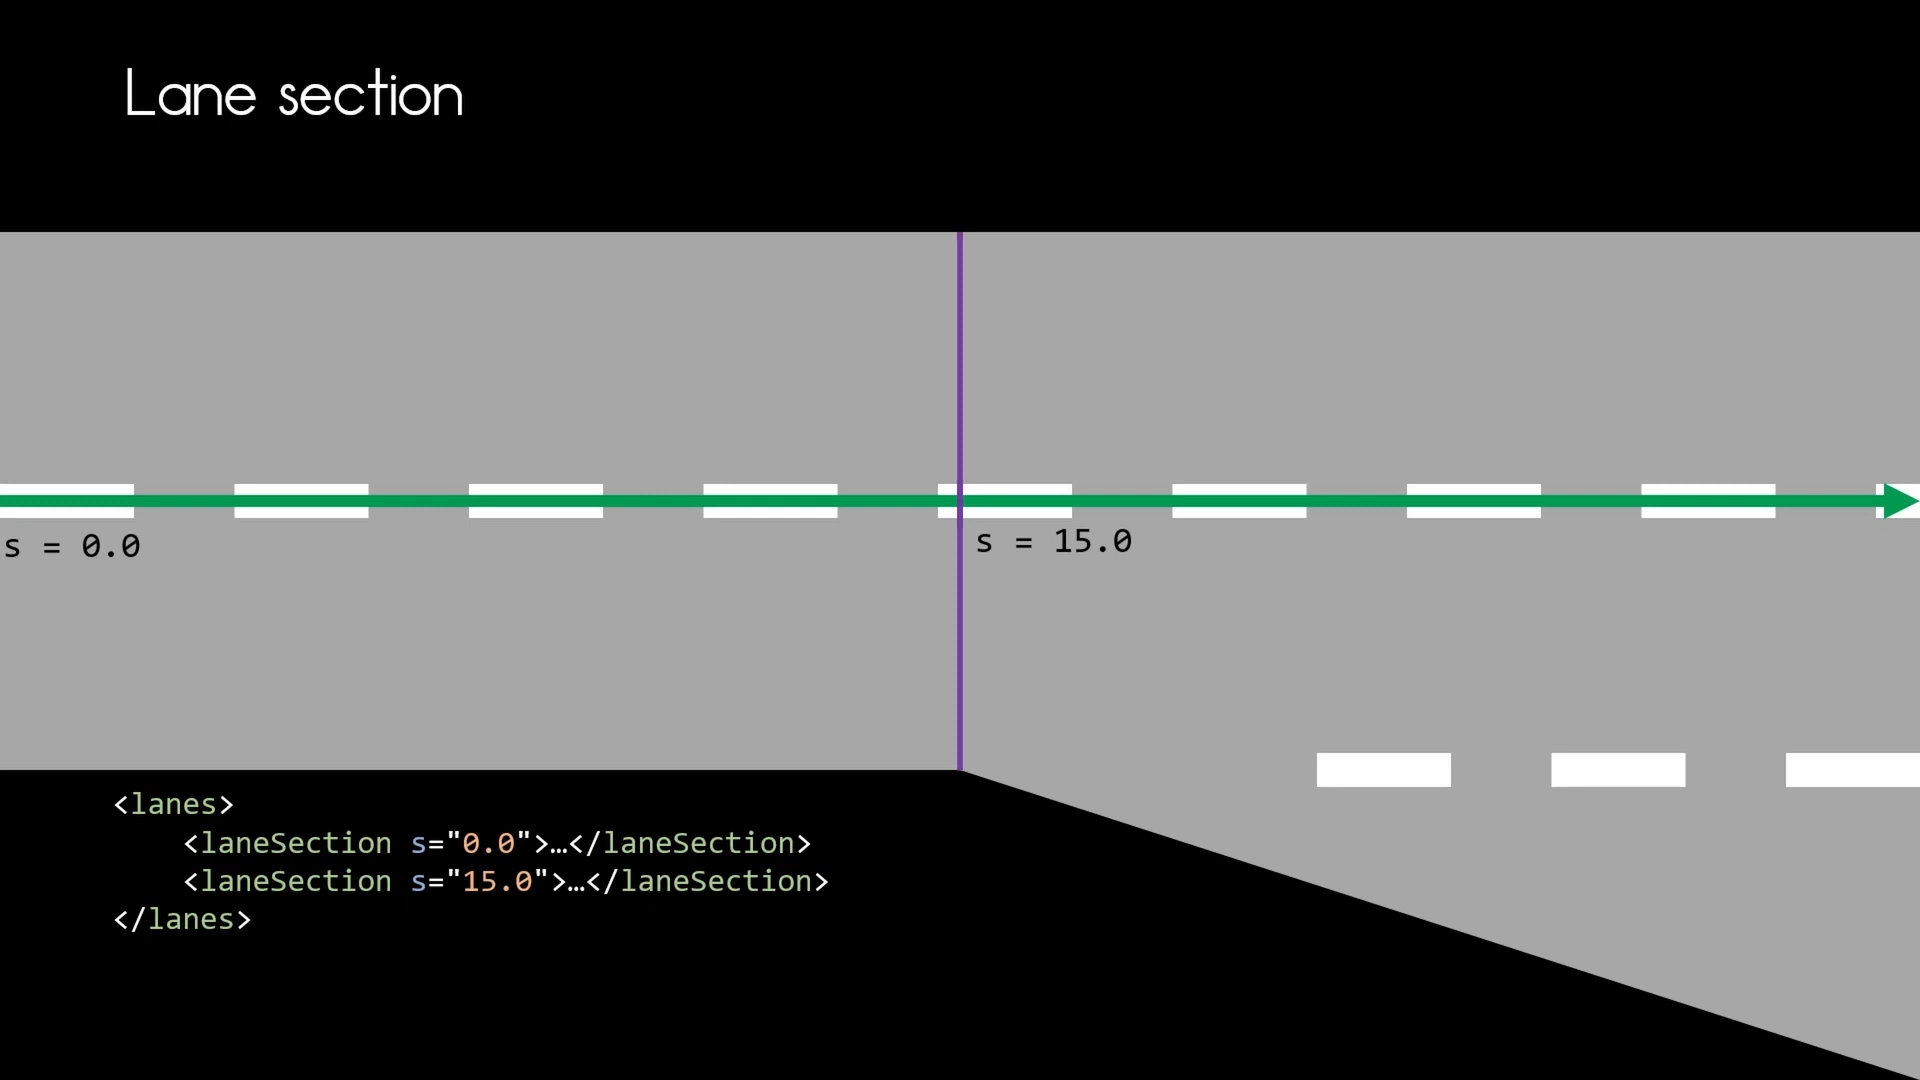 Lane section
s = 0.0
s = 15.0
<lanes>
<laneSection s="0.0">…</laneSection>
<laneSection s="15.0">…</laneSection>
</lanes>